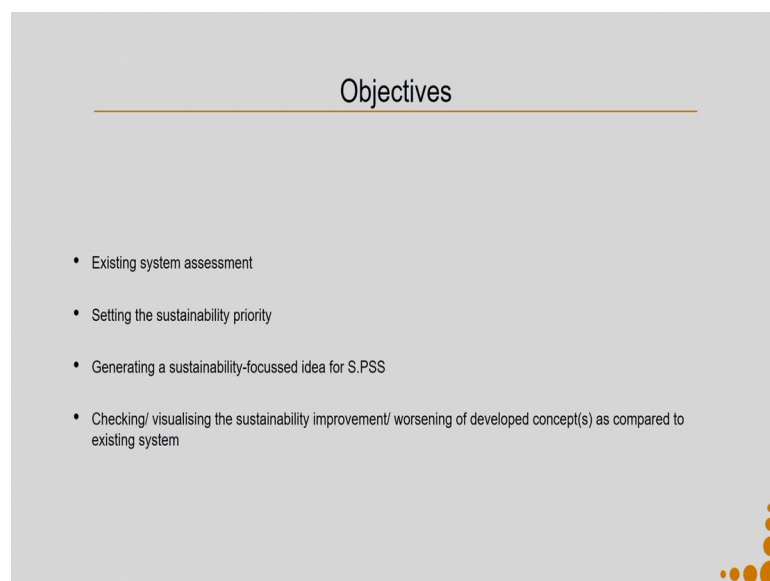 Objectives
• Existing system assessment
• Setting the sustainability priority
• Generating a sustainability-focussed idea for S.PSS
• Checking/ visualising the sustainability improvement/ worsening of developed concept(s) as compared to
existing system